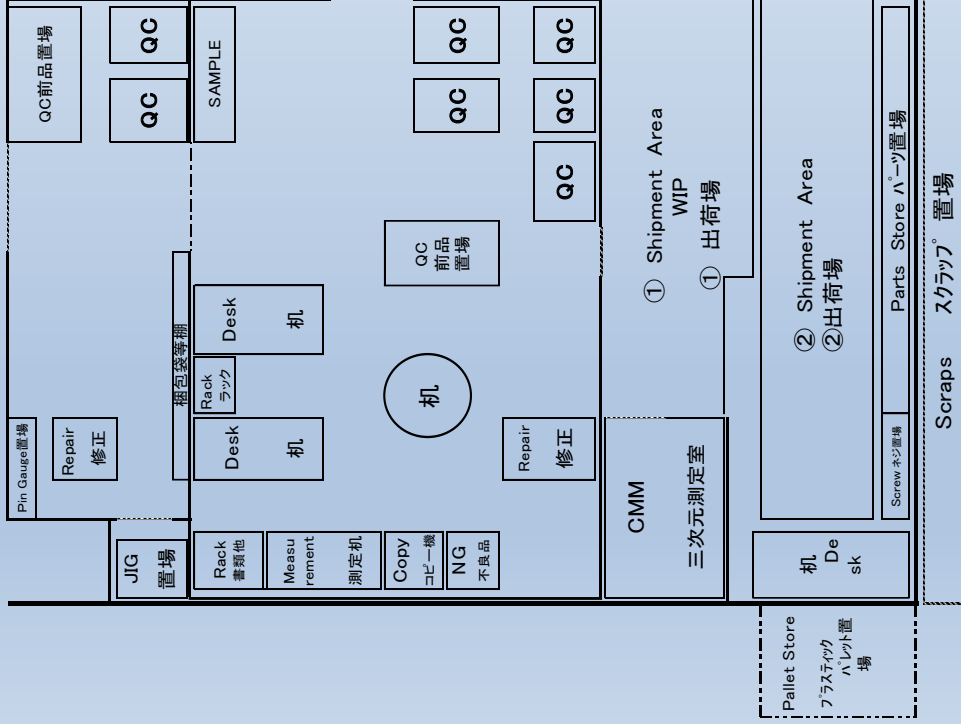 QC前品置場
QC
QC
SAMPLE
QC
QC
QC
QC
QC
QC
前品
置場
① Shipment Area
WIP
① 出荷場
② Shipment Area
②出荷場
Parts Store パーツ置場
Scraps スクラップ 置場
梱包袋等棚
Desk
机
Rack
ラック
机
Pin Gauge置場
Repair
修正
Desk
机
Repair
修正
CMM
三次元測定室
Screw ネジ置場
JIG
置場
Rack
書類他
Measu
rement
測定机
Copy
コピー機
NG
不良品
机
De
sk
Pallet Store
プラスティック
パレット置
場